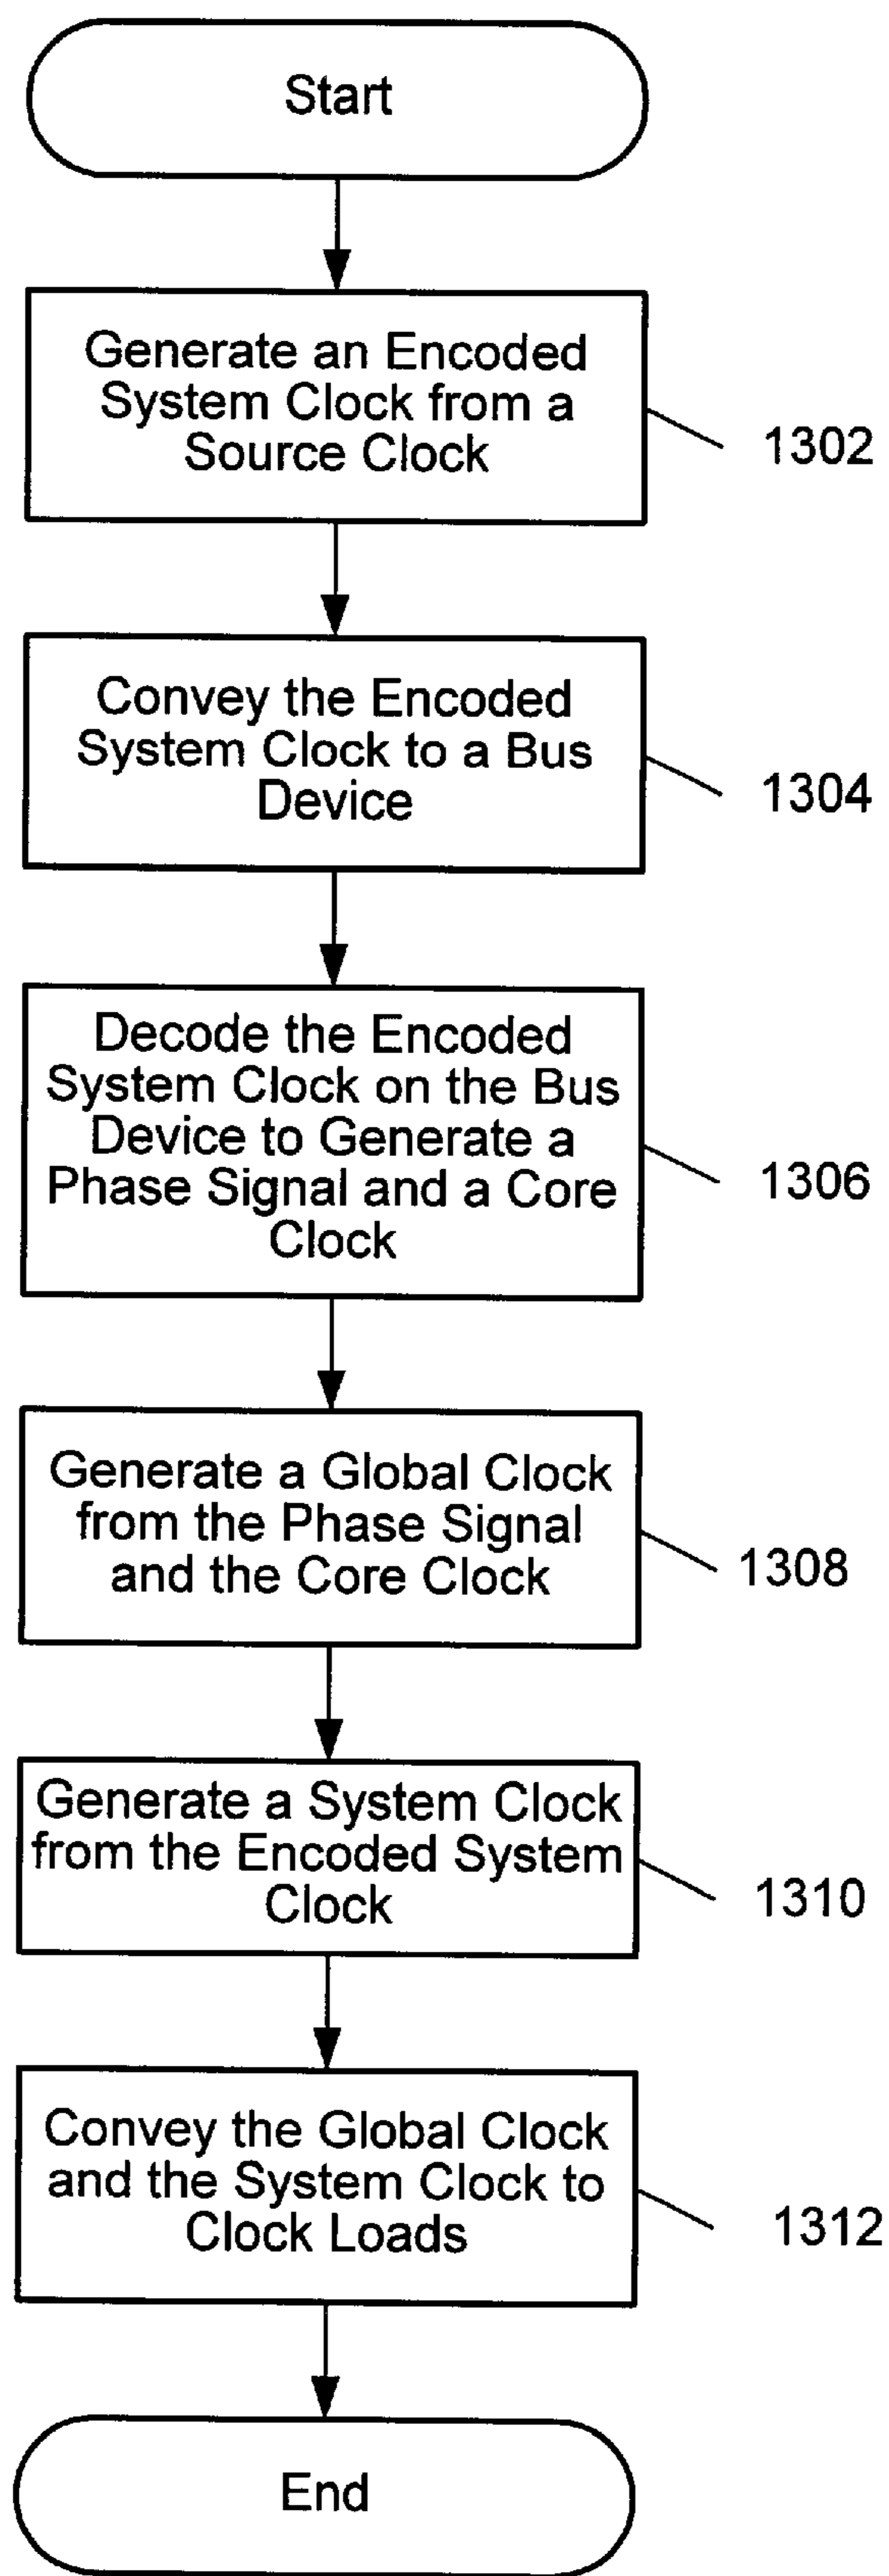 Start
Generate an Encoded
System Clock from a
Source Clock
1302
Convey the Encoded
System Clock to a Bus
Device
1304
Decode the Encoded
System Clock on the Bus
Device to Generate a
Phase Signal and a Core
Clock
1306
Generate a Global Clock
from the Phase Signal
and the Core Clock
1308
Generate a System Clock
from the Encoded System
Clock
1310
Convey the Global Clock
and the System Clock to
Clock Loads
1312
End